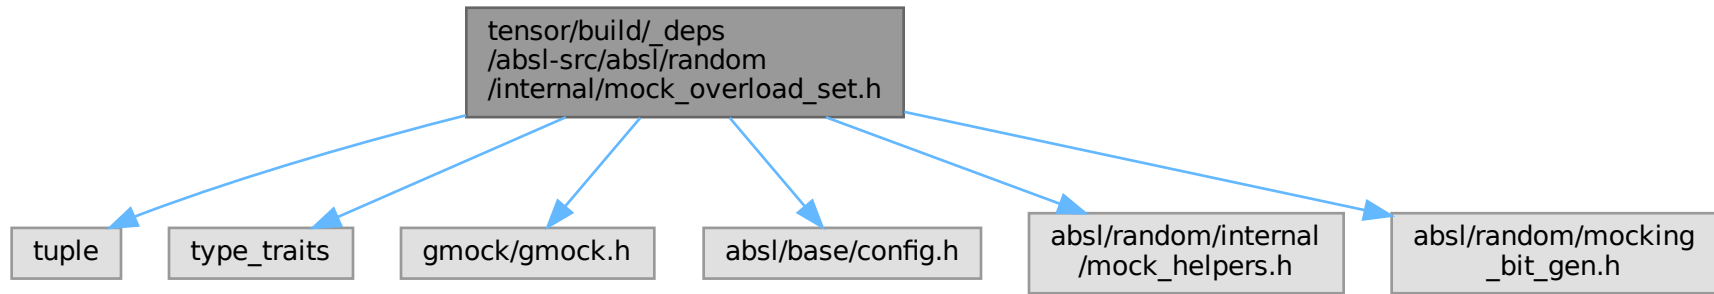 tensor/build/_deps
/absl-src/absl/random
/internal/mock_overload_set.h
tuple
type_traits
gmock/gmock.h
absl/base/config.h
absl/random/internal
/mock_helpers.h
absl/random/mocking
_bit_gen.h